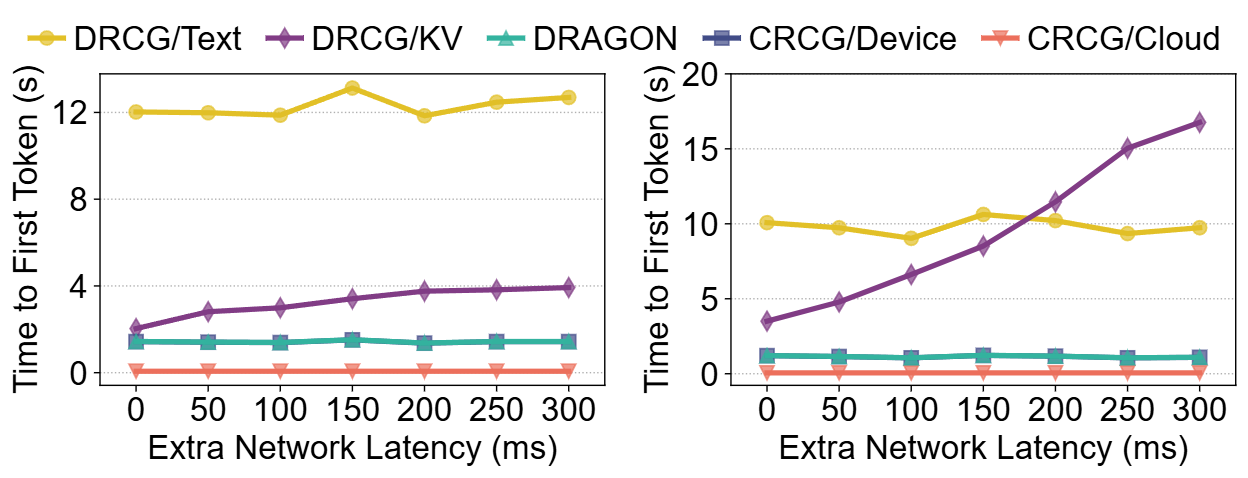 DRCG/Text DRCG/KV DRAGON CRCG/Device CRCG/Cloud
Time to First Token (s)
12
8
4
0
0 50 100 150 200 250 300
Extra Network Latency (ms)
Time to First Token (s)
20
15
10
5
0
0 50 100 150 200 250 300
Extra Network Latency (ms)